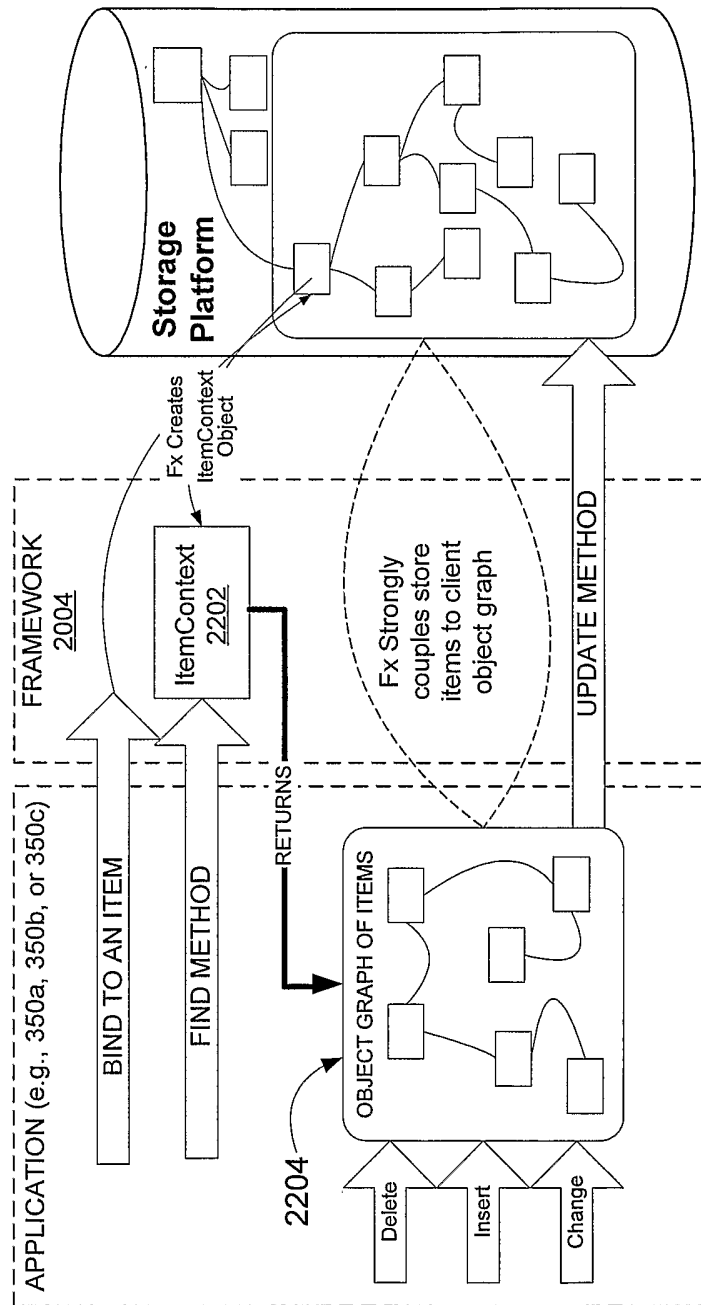 APPLICATION (e.g., 350a, 350b, or 350c)
BIND TO AN ITEM
FIND METHOD
2204
Delete
Insert
Change
OBJECT GRAPH OF ITEMS
RETURNS
FRAMEWORK
2004
ItemContext
2202
Fx Strongly
couples store
items to client
object graph
UPDATE METHOD
Fx Creates
ItemContext
Object
Storage
Platform